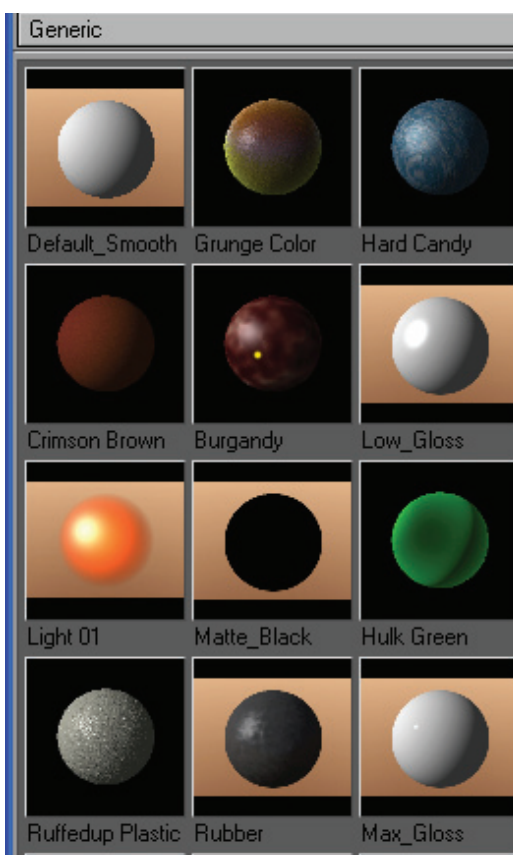 Generic
Default_Smooth Grunge Color Hard Candy
Crimson Brown Burgandy Low_Gloss
Light 01 Matte_Black Hulk Green
Ruffedup Plastic Rubber Max_Gloss